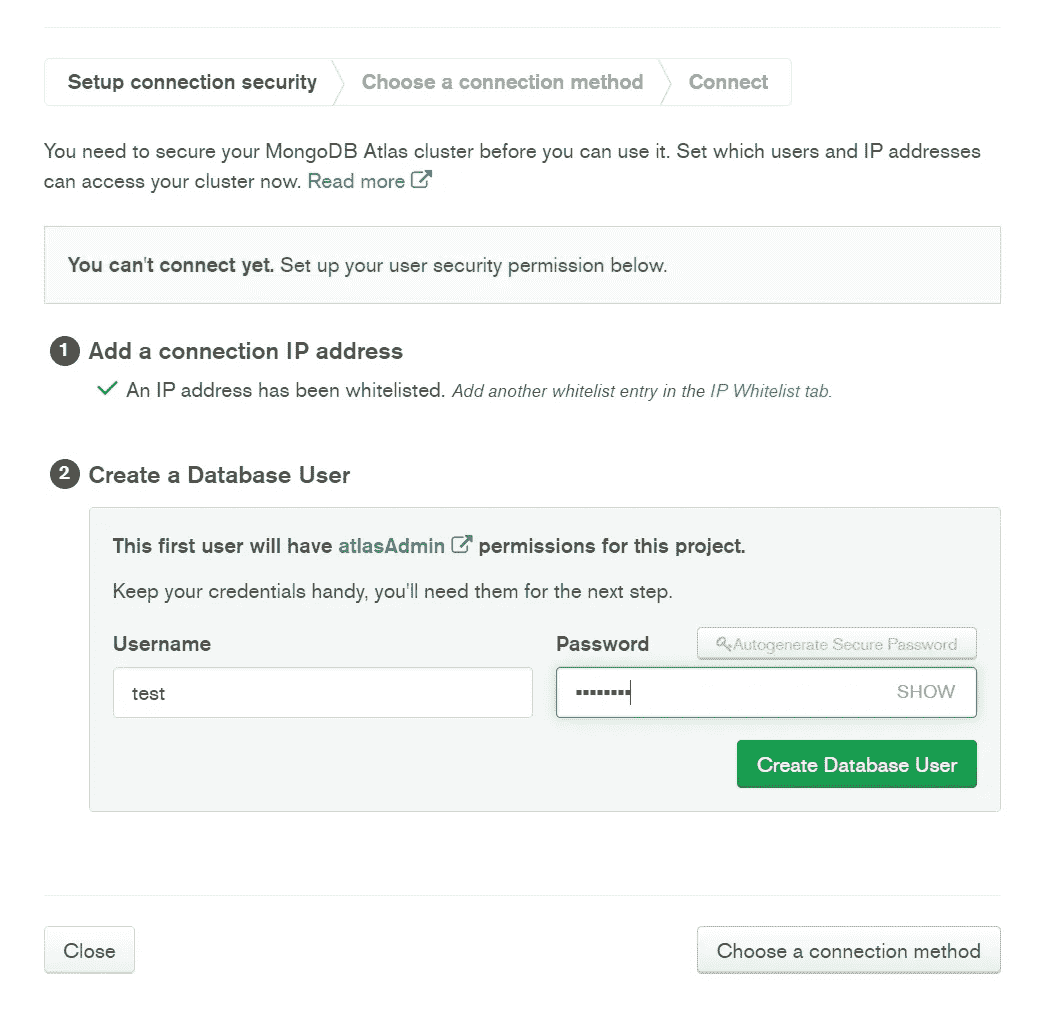 Setup connection security Choose a connection method Connect
You need to secure your MongoDB Atlas cluster before you can use it. Set which users and IP addresses
can access your cluster now. Read more
You can't connect yet. Set up your user security permission below.
1 Add a connection IP address
An IP address has been whitelisted. Add another whitelist entry in the IP Whitelist tab.
2 Create a Database User
This first user will have atlasAdmin permissions for this project.
Keep your credentials handy, you'll need them for the next step.
Username Password Autogenerate Secure Password
test •••••••• SHOW
Create Database User
Close Choose a connection method